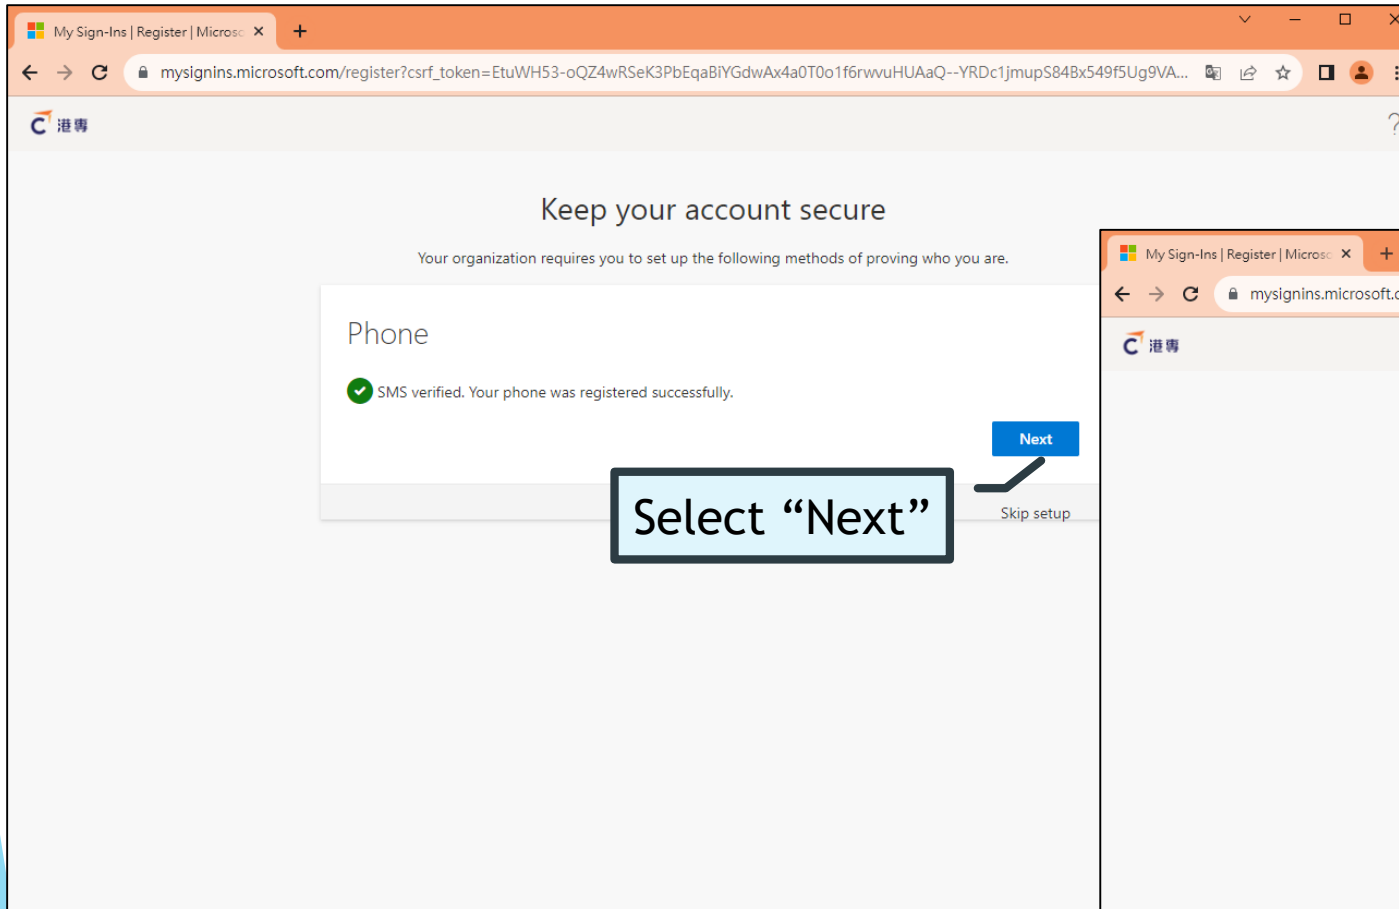 My Sign-Ins | Register | Microsc
mysignins.microsoft.com/register?csrf_token=EtuWH53-oQZ4wRSeK3PbEqaBiYGdwAx4a0T0o1f6rwvuHUAaQ--YRDc1jmupS84Bx549f5Ug9VA...
港專
Keep your account secure
Your organization requires you to set up the following methods of proving who you are.
Phone
SMS verified. Your phone was registered successfully.
Next
Select “Next”
Skip setup
My Sign-Ins | Register | Microsc
mysignins.microsoft.c
港專